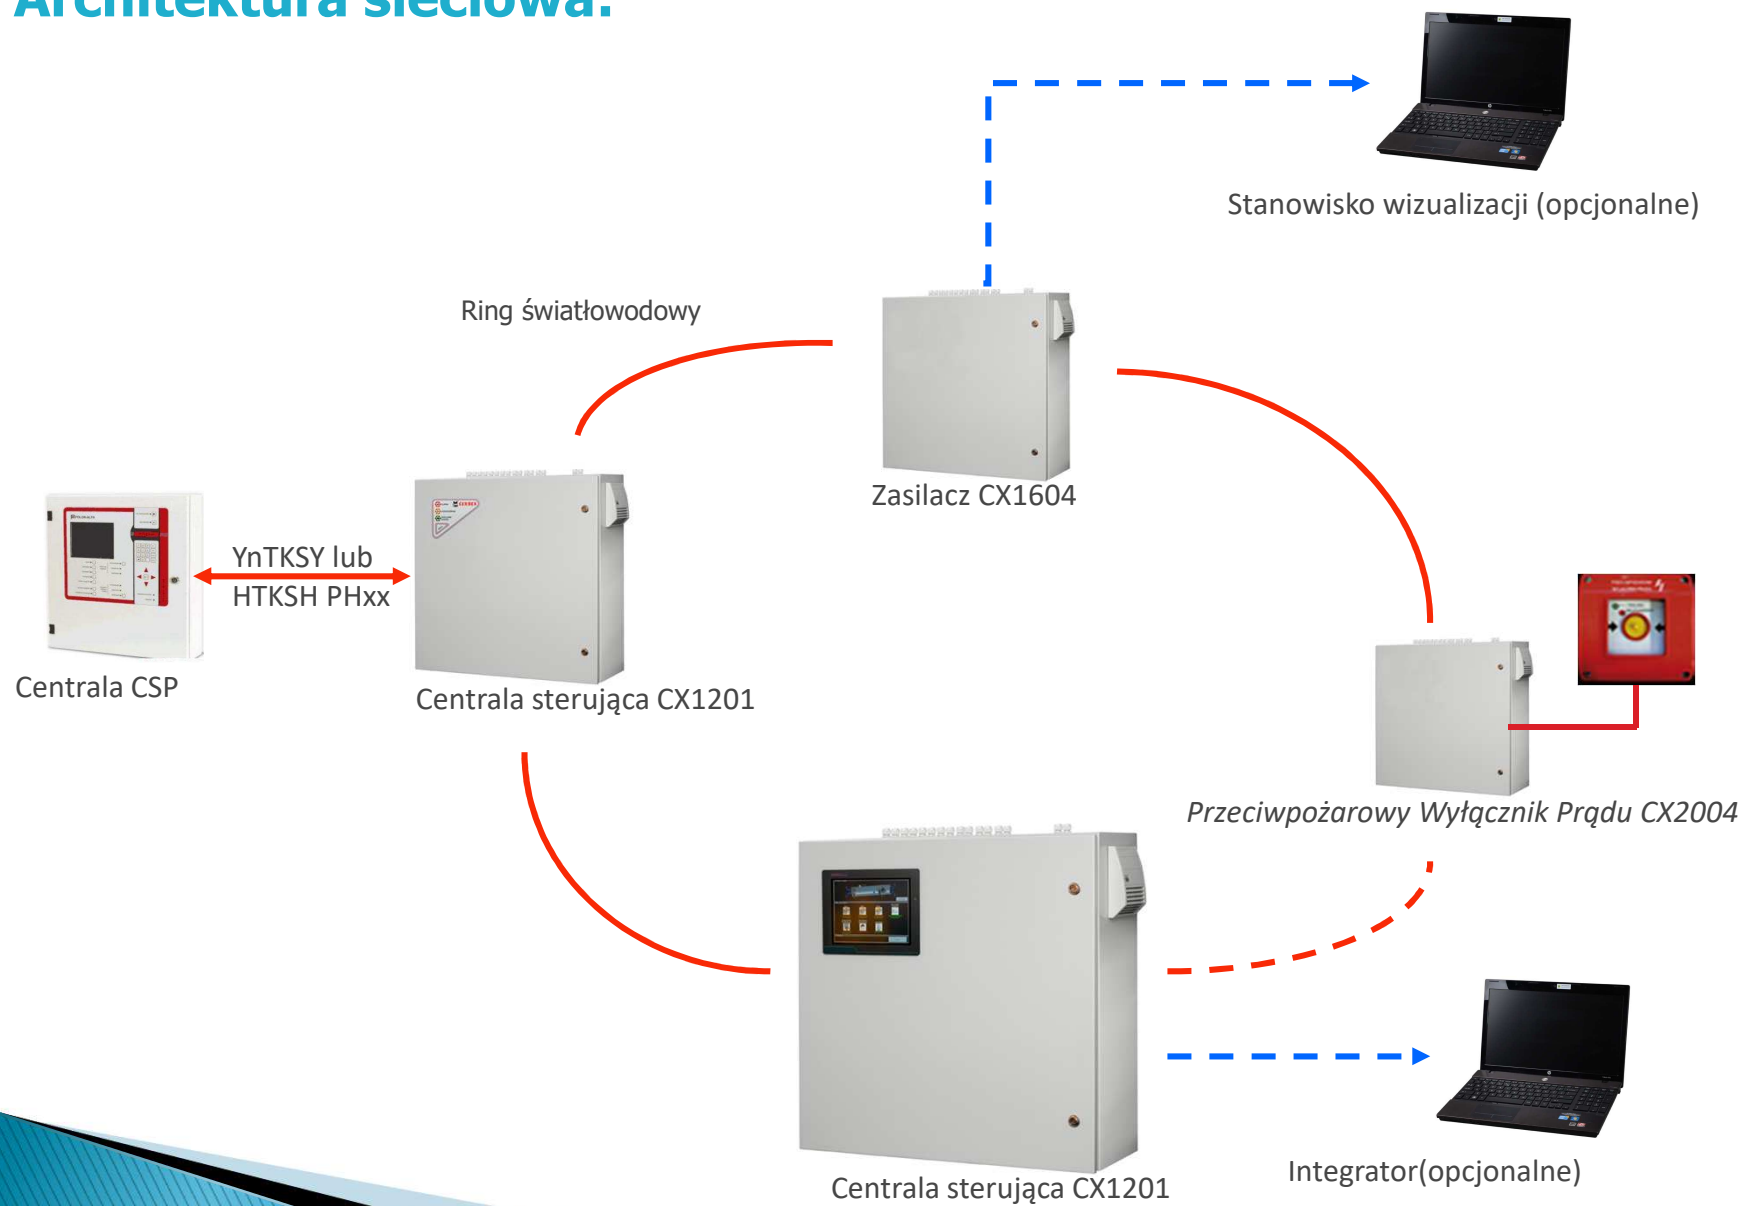 Architektura sieciowa:
Stanowisko wizualizacji (opcjonalne)
Ring światłowodowy
Zasilacz CX1604
YnTKSY lub
HTKSH PHxx
Centrala CSP
Centrala sterująca CX1201
Przeciwpożarowy Wyłącznik Prądu CX2004
Integrator(opcjonalne)
Centrala sterująca CX1201